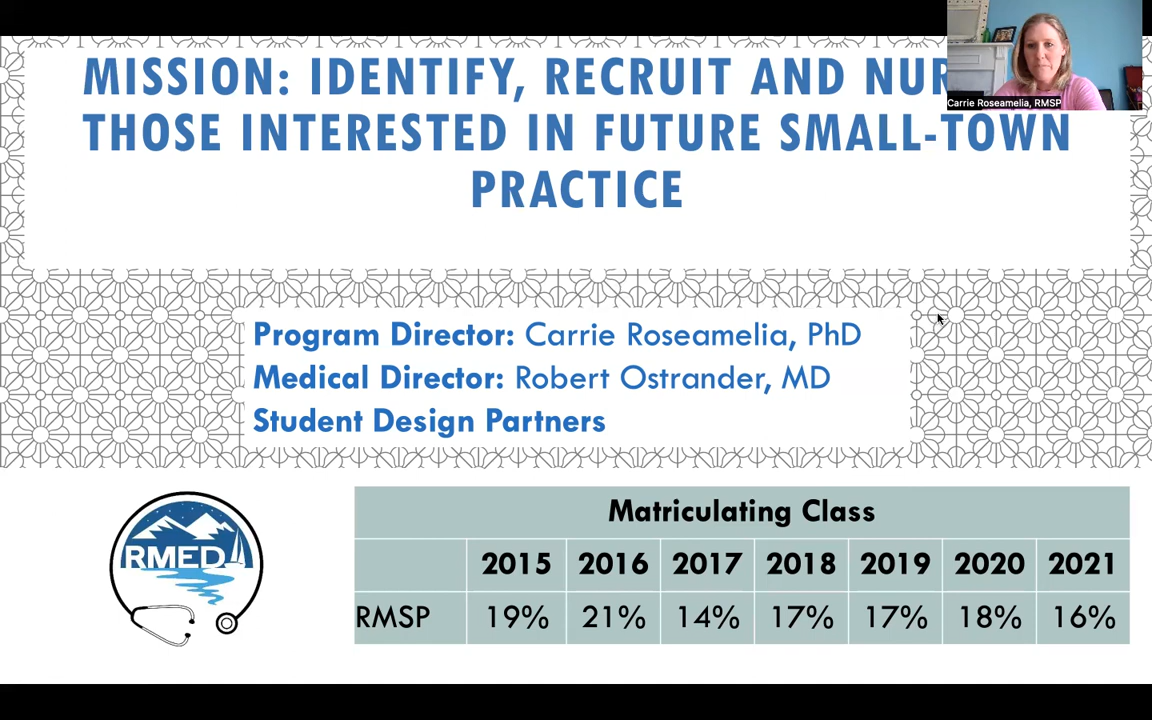 MISSION: IDENTIFY, RECRUIT AND
THOSE INTERESTED IN FUTURE SMALL-TOWN
PRACTICE
Carrie Roseamelia, RMSP
Program Director: Carrie Roseamelia, PhD
Medical Director: Robert Ostrander, MD
Student Design Partners
RMED
Matriculating Class
2015 2016 2017 2018 2019 2020 2021
RMSP 19% 21% 14% 17% 17% 18% 16%